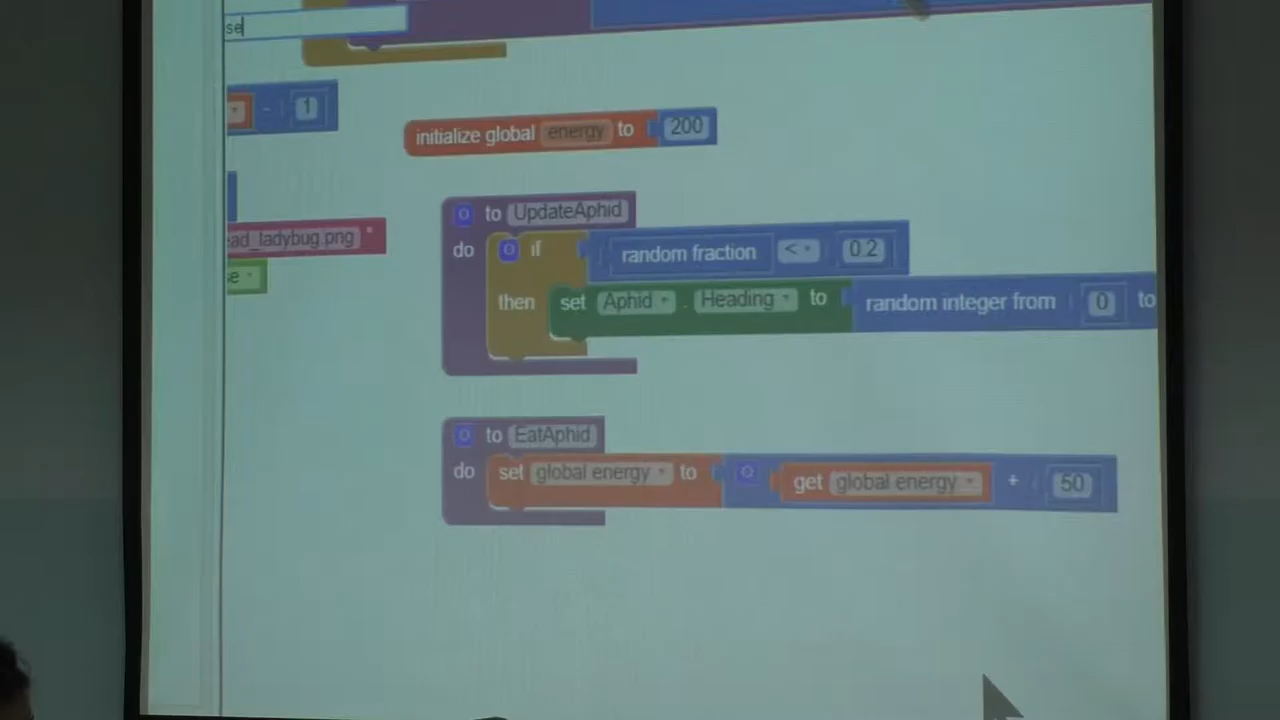 se
- 1
initialize global energy to 200
to UpdateAphid
do if random fraction < 0.2
ad_ladybug.png "
then set Aphid . Heading to random integer from 0 to
to EatAphid
do set global energy to get global energy + 50